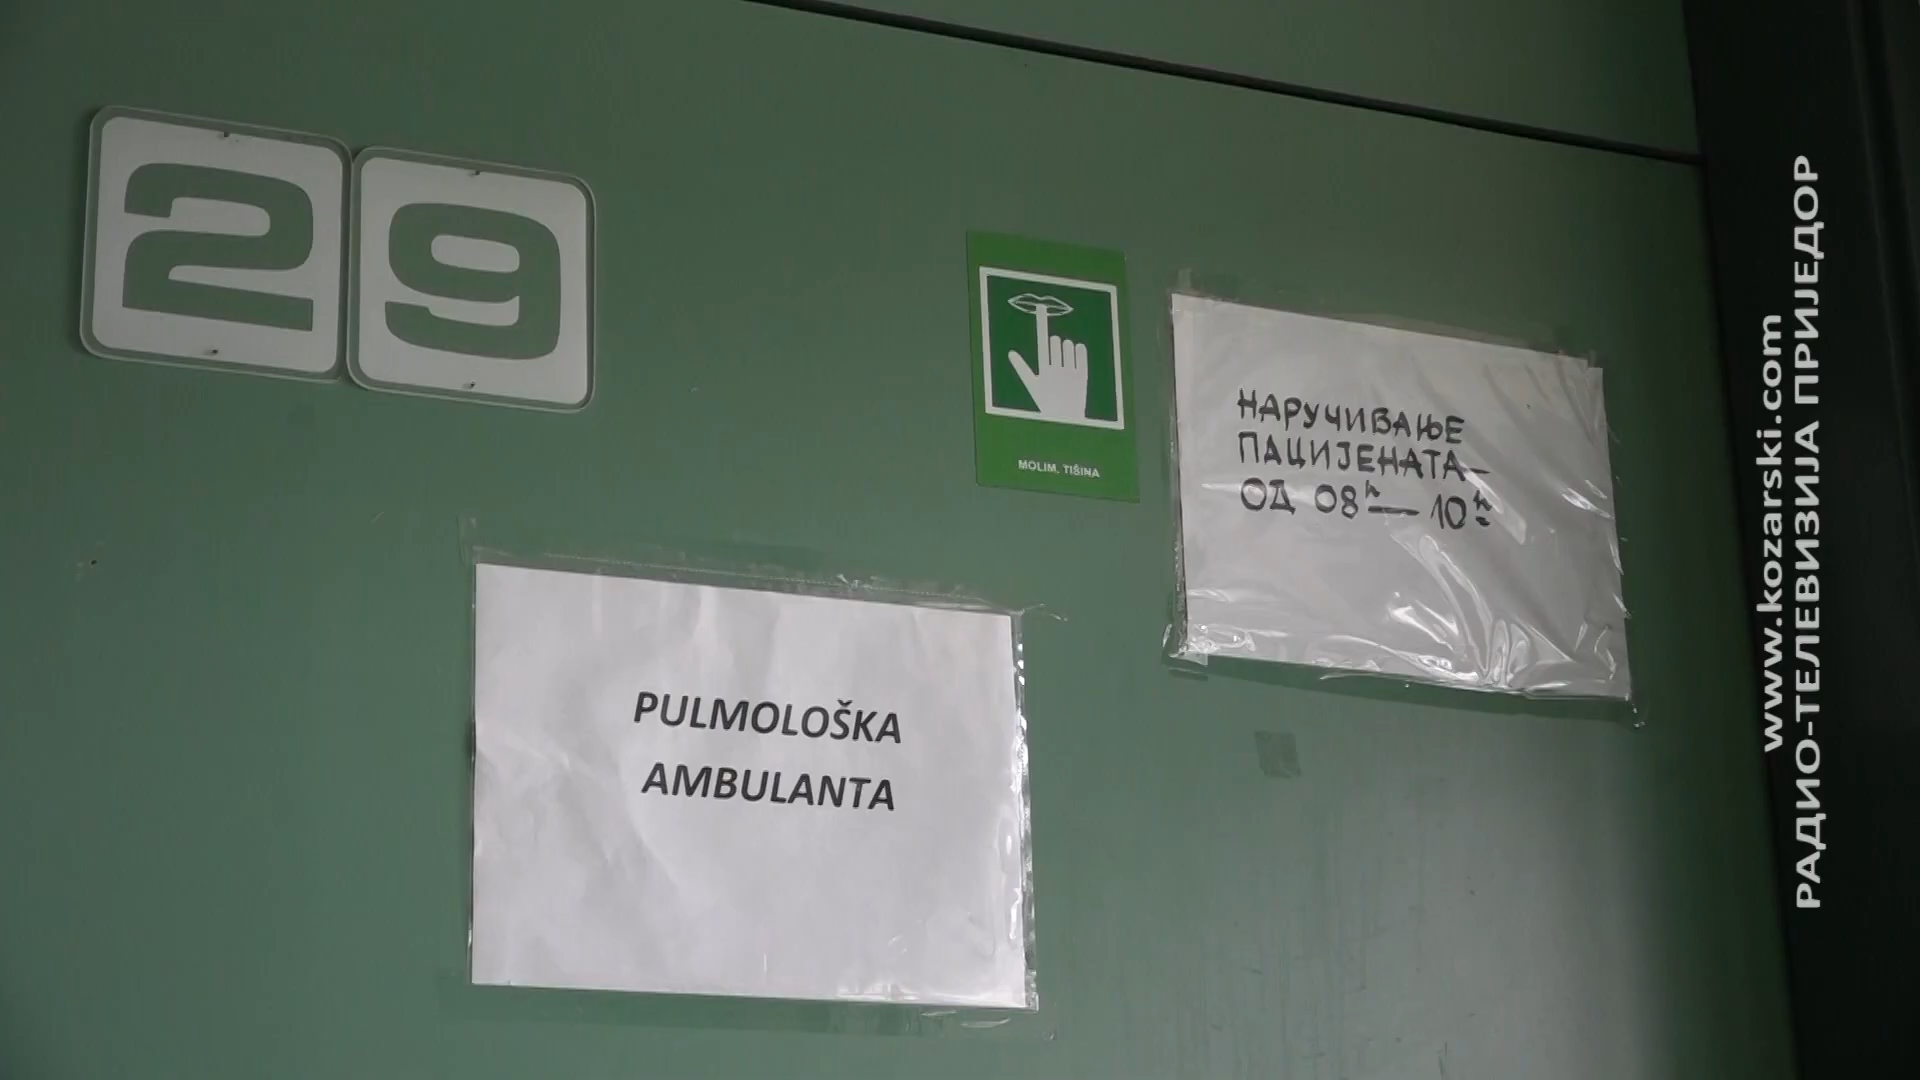 29
MOLIM, TIŠINA
НАРУЧИВАЊЕ
ПАЦИЈЕНАТА—
ОД 08h — 10h
PULMOLOŠKA
AMBULANTA
www.kozarski.com
РАДИО-ТЕЛЕВИЗИЈА ПРИЈЕДОР